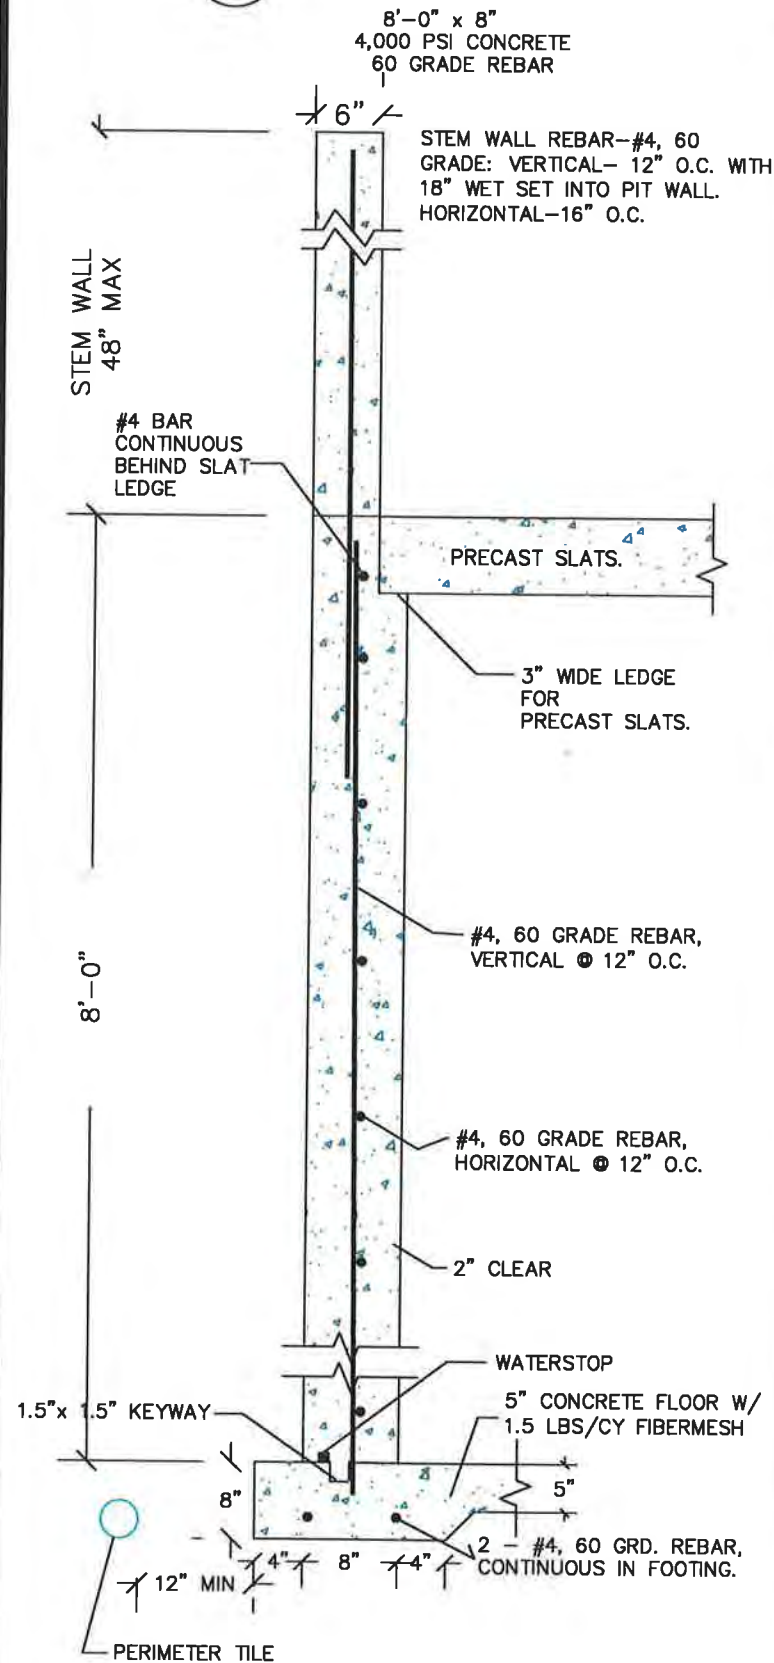 8'-0" x 8"
4,000 PSI CONCRETE
60 GRADE REBAR
6"
STEM WALL REBAR-#4, 60
GRADE: VERTICAL- 12" O.C. WITH
18" WET SET INTO PIT WALL.
HORIZONTAL-16" O.C.
STEM WALL
48" MAX
#4 BAR
CONTINUOUS
BEHIND SLAT
LEDGE
PRECAST SLATS.
3" WIDE LEDGE
FOR
PRECAST SLATS.
8'-0"
#4, 60 GRADE REBAR,
VERTICAL @ 12" O.C.
#4, 60 GRADE REBAR,
HORIZONTAL @ 12" O.C.
2" CLEAR
WATERSTOP
1.5"x 1.5" KEYWAY
5" CONCRETE FLOOR W/
1.5 LBS/CY FIBERMESH
8"
5"
2 - #4, 60 GRD. REBAR,
CONTINUOUS IN FOOTING.
4" 8" 4"
12" MIN
PERIMETER TILE